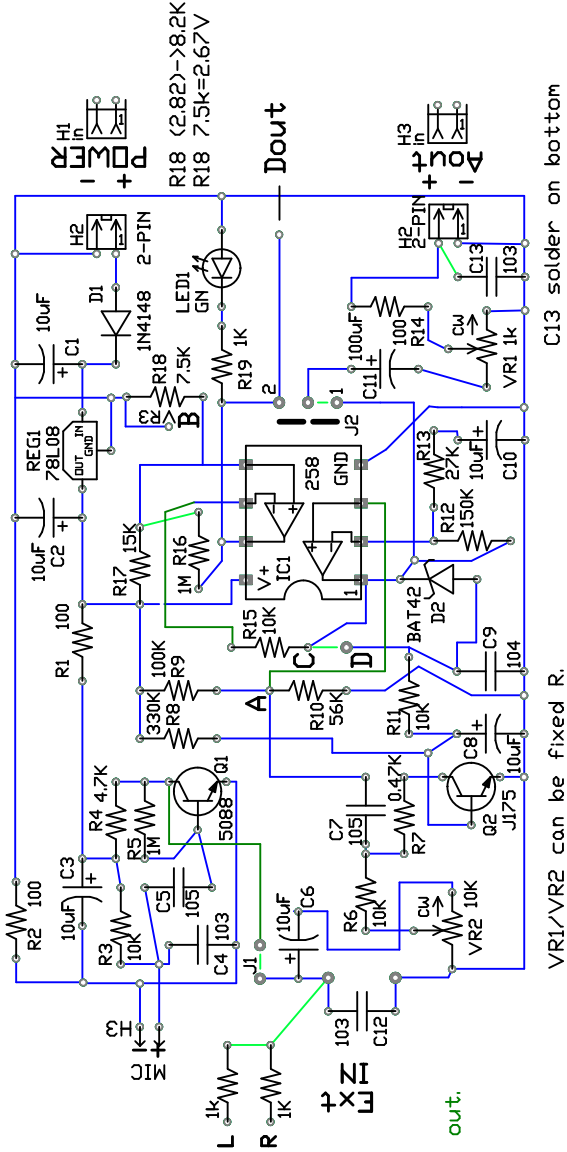 R18 (2.82)->8.2K
R18 7.5k=2.67V
H1
in
1
POWER
- +
H2
1
2-PIN
D1
1N4148
10uF
C1
+
LED1
GN
Dout
H3
in
1
Aout
+ -
H2
2-PIN
1
C13
103
C13 solder on bottom
REG1
78L08
OUT
IN
GND
R18
7.5K
VR3
B
1K
R19
2
1
J2
100uF
C11
+
100
R14
CW
VR1
1k
10uF
C2
R17
15K
R16
1M
258
GND
V+
IC1
1
R13
27K
10uF
+
C10
R12
150K
100
R1
R15
10K
C
D
BAT42
D2
C9
104
100K
R9
330K
R8
A
R10
56K
R11
10K
C8
10uF
+
R4
4.7K
R5
1M
Q1
5088
C7
105
0.47K
R7
Q2
J175
R2
100
C3
10uF
+
R3
10K
C5
105
C4
103
J1
10uF
C6
+
R6
10K
CW
10K
VR2
VR1/VR2 can be fixed R.
H3
- +
MIC
103
C12
1k
1K
L
R
Ext
IN
out.